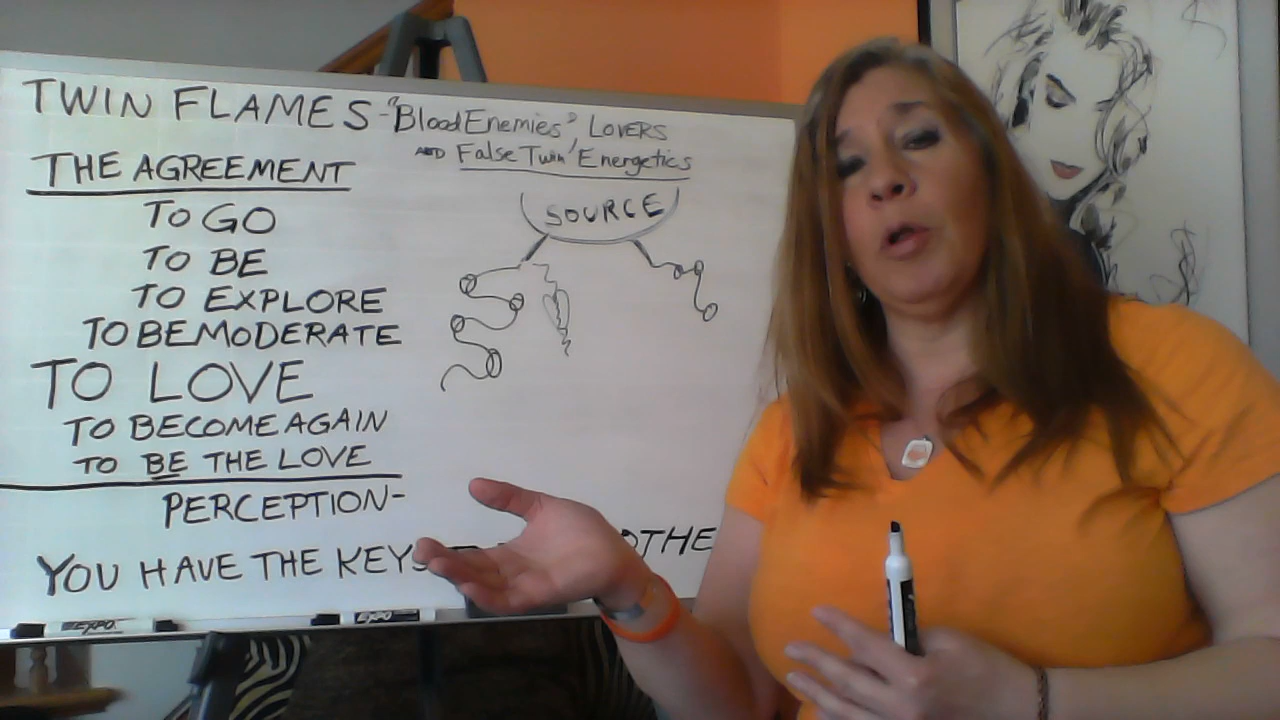 TWIN FLAMES - "Blood Enemies" LOVERS
AND False Twin' Energetics
THE AGREEMENT
SOURCE
TO GO
TO BE
TO EXPLORE
TO BE MODERATE
TO LOVE
TO BECOME AGAIN
TO BE THE LOVE
PERCEPTION-
YOU HAVE THE KEYS OTHE
EXPO EXPO